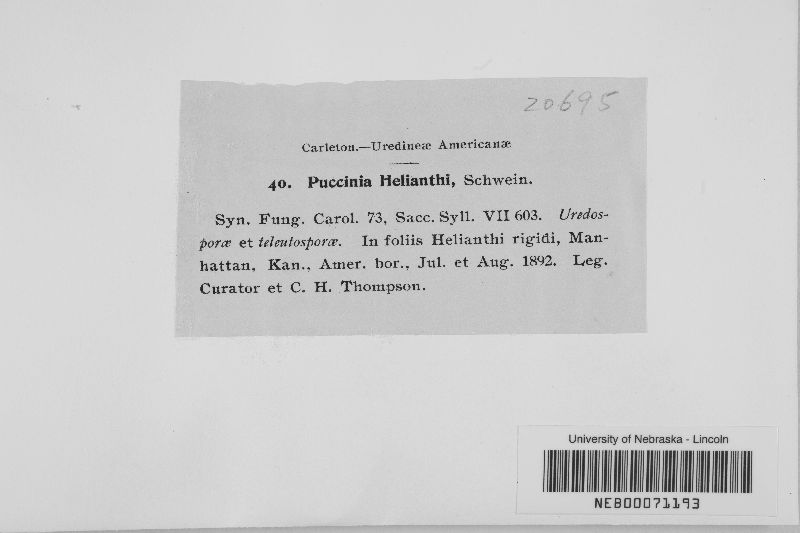 20695
Carleton.—Uredineæ Americanæ
40. Puccinia Helianthi, Schwein.
Syn. Fung. Carol. 73, Sacc. Syll. VII 603. Uredos-
poræ et teleutosporæ. In foliis Helianthi rigidi, Man-
hattan, Kan., Amer. bor., Jul. et Aug. 1892. Leg.
Curator et C. H. Thompson.
University of Nebraska - Lincoln
NEB00071193